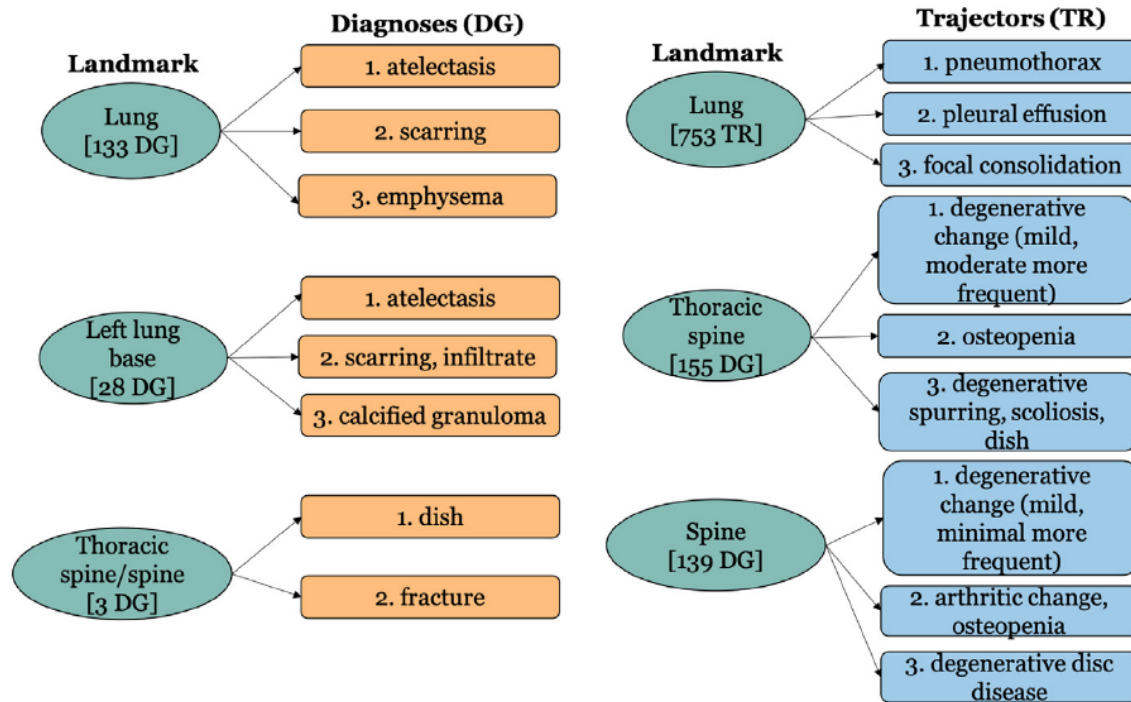 Diagnoses (DG)
Landmark
Lung
[133 DG]
1. atelectasis
2. scarring
3. emphysema
Left lung
base
[28 DG]
1. atelectasis
2. scarring, infiltrate
3. calcified granuloma
Thoracic
spine/spine
[3 DG]
1. dish
2. fracture
Trajectors (TR)
Landmark
Lung
[753 TR]
1. pneumothorax
2. pleural effusion
3. focal consolidation
Thoracic
spine
[155 DG]
1. degenerative
change (mild,
moderate more
frequent)
2. osteopenia
3. degenerative
spurring, scoliosis,
dish
Spine
[139 DG]
1. degenerative
change (mild,
minimal more
frequent)
2. arthritic change,
osteopenia
3. degenerative disc
disease